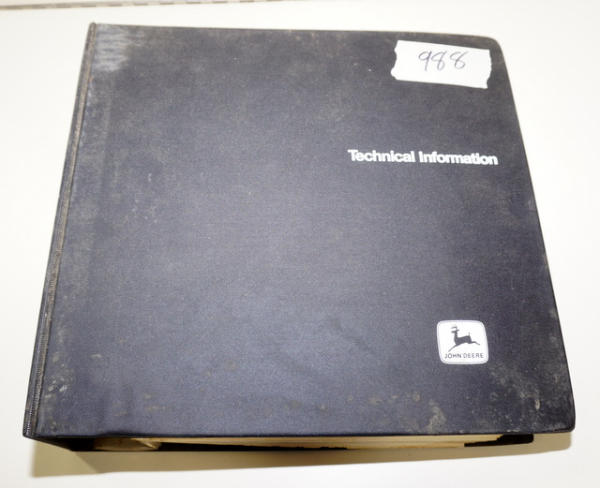 988
Technical Information
JOHN DEERE